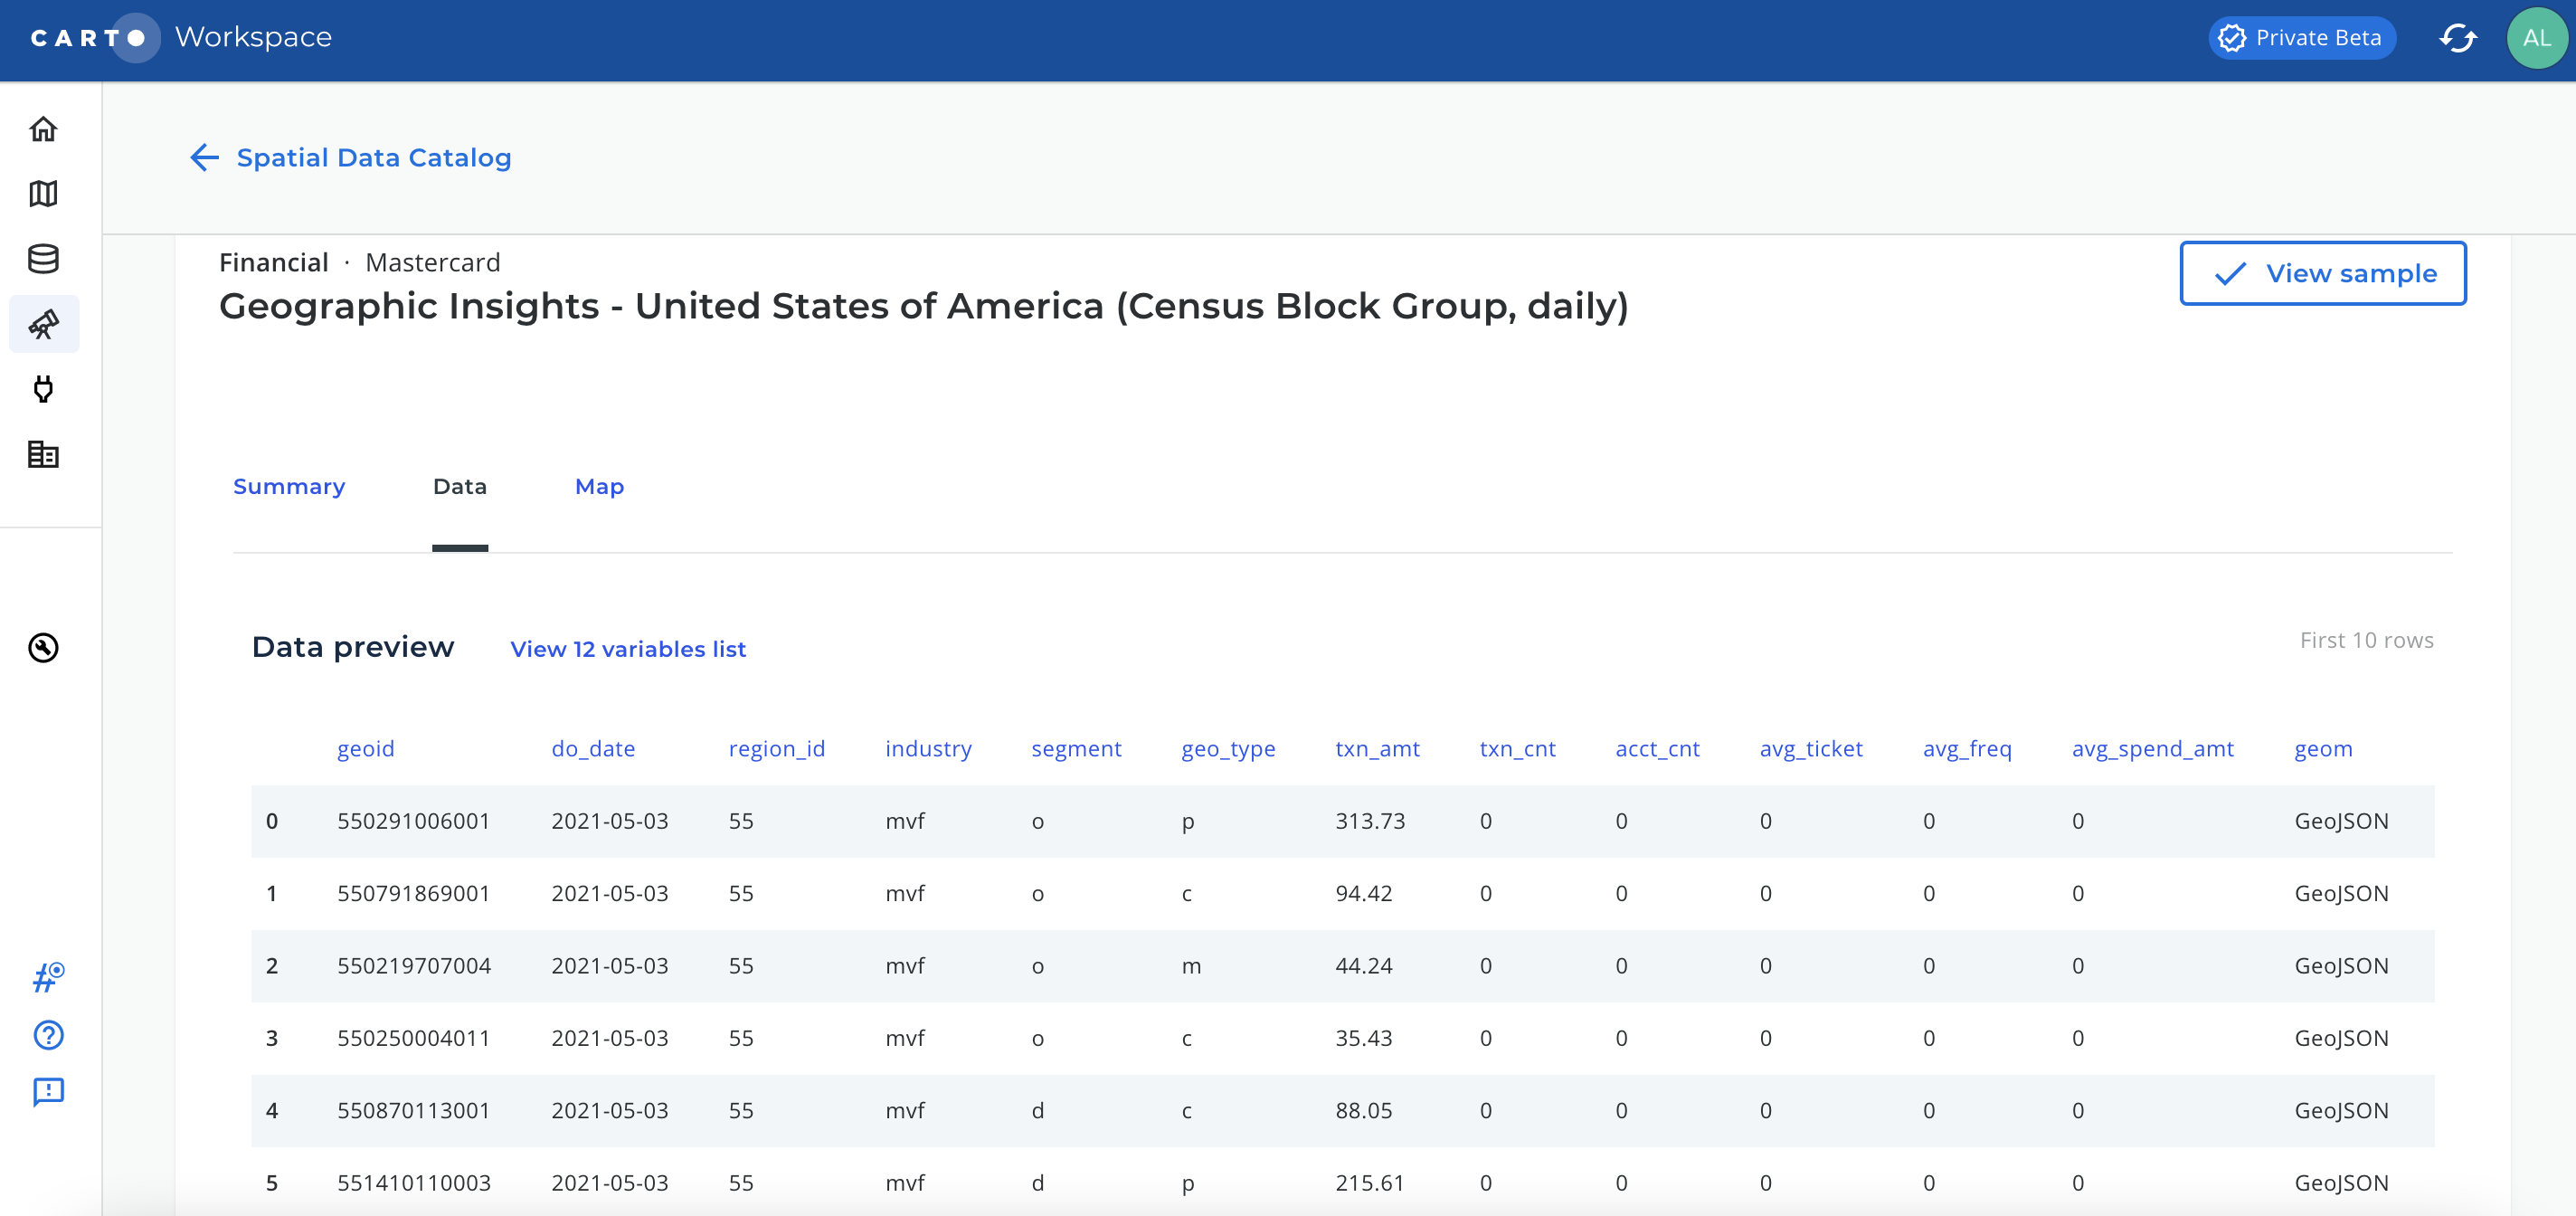 CARTO Workspace Private Beta AL
Spatial Data Catalog
Financial · Mastercard
Geographic Insights - United States of America (Census Block Group, daily)
View sample
Summary Data Map
Data preview View 12 variables list First 10 rows
geoid do_date region_id industry segment geo_type txn_amt txn_cnt acct_cnt avg_ticket avg_freq avg_spend_amt geom
0 550291006001 2021-05-03 55 mvf o p 313.73 0 0 0 0 0 GeoJSON
1 550791869001 2021-05-03 55 mvf o c 94.42 0 0 0 0 0 GeoJSON
2 550219707004 2021-05-03 55 mvf o m 44.24 0 0 0 0 0 GeoJSON
3 550250004011 2021-05-03 55 mvf o c 35.43 0 0 0 0 0 GeoJSON
4 550870113001 2021-05-03 55 mvf d c 88.05 0 0 0 0 0 GeoJSON
5 551410110003 2021-05-03 55 mvf d p 215.61 0 0 0 0 0 GeoJSON